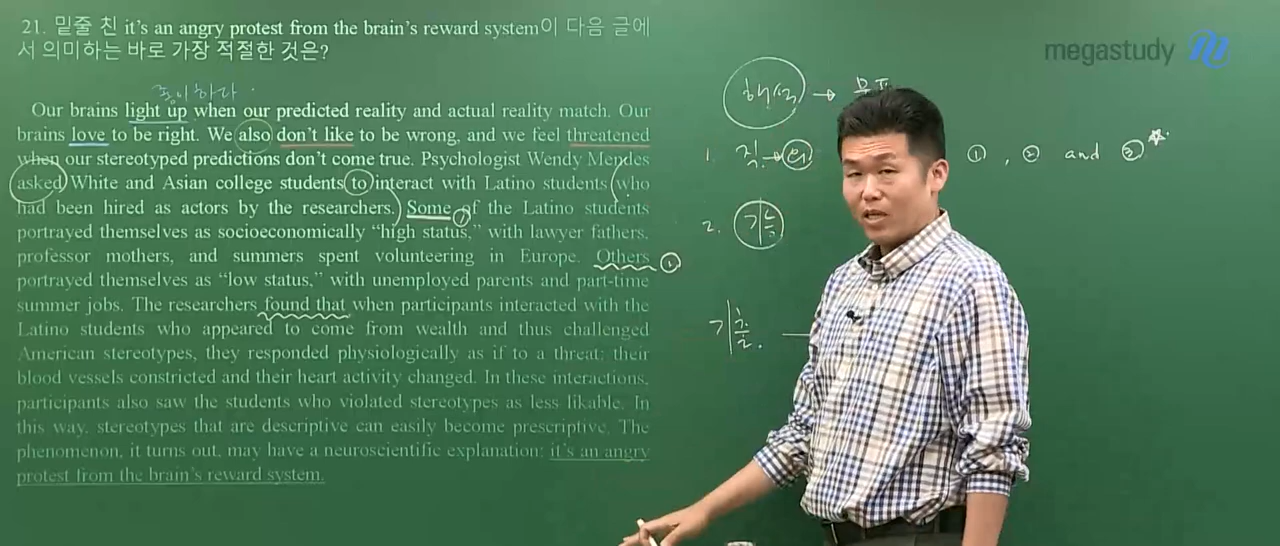 21. 밑줄 친 it’s an angry protest from the brain’s reward system이 다음 글에
서 의미하는 바로 가장 적절한 것은?
megastudy
Our brains light up when our predicted reality and actual reality match. Our
brains love to be right. We also don’t like to be wrong, and we feel threatened
when our stereotyped predictions don’t come true. Psychologist Wendy Mendes
asked White and Asian college students to interact with Latino students who
had been hired as actors by the researchers. Some of the Latino students
portrayed themselves as socioeconomically “high status,” with lawyer fathers,
professor mothers, and summers spent volunteering in Europe. Others
portrayed themselves as “low status,” with unemployed parents and part-time
summer jobs. The researchers found that when participants interacted with the
Latino students who appeared to come from wealth and thus challenged
American stereotypes, they responded physiologically as if to a threat: their
blood vessels constricted and their heart activity changed. In these interactions,
participants also saw the students who violated stereotypes as less likable. In
this way, stereotypes that are descriptive can easily become prescriptive. The
phenomenon, it turns out, may have a neuroscientific explanation: it’s an angry
protest from the brain’s reward system.
1. ① , ② and ③
2.